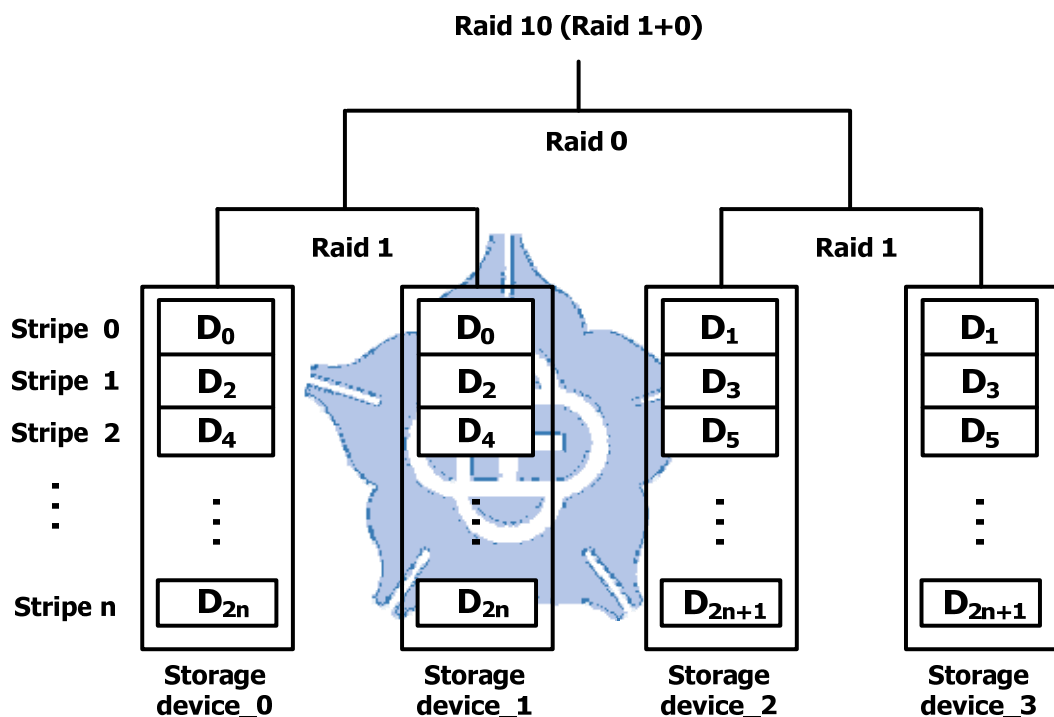 Raid 10 (Raid 1+0)
Raid 0
Raid 1 Raid 1
Stripe 0 D0 D0 D1 D1
Stripe 1 D2 D2 D3 D3
Stripe 2 D4 D4 D5 D5
Stripe n D2n D2n D2n+1 D2n+1
Storage device_0
Storage device_1
Storage device_2
Storage device_3